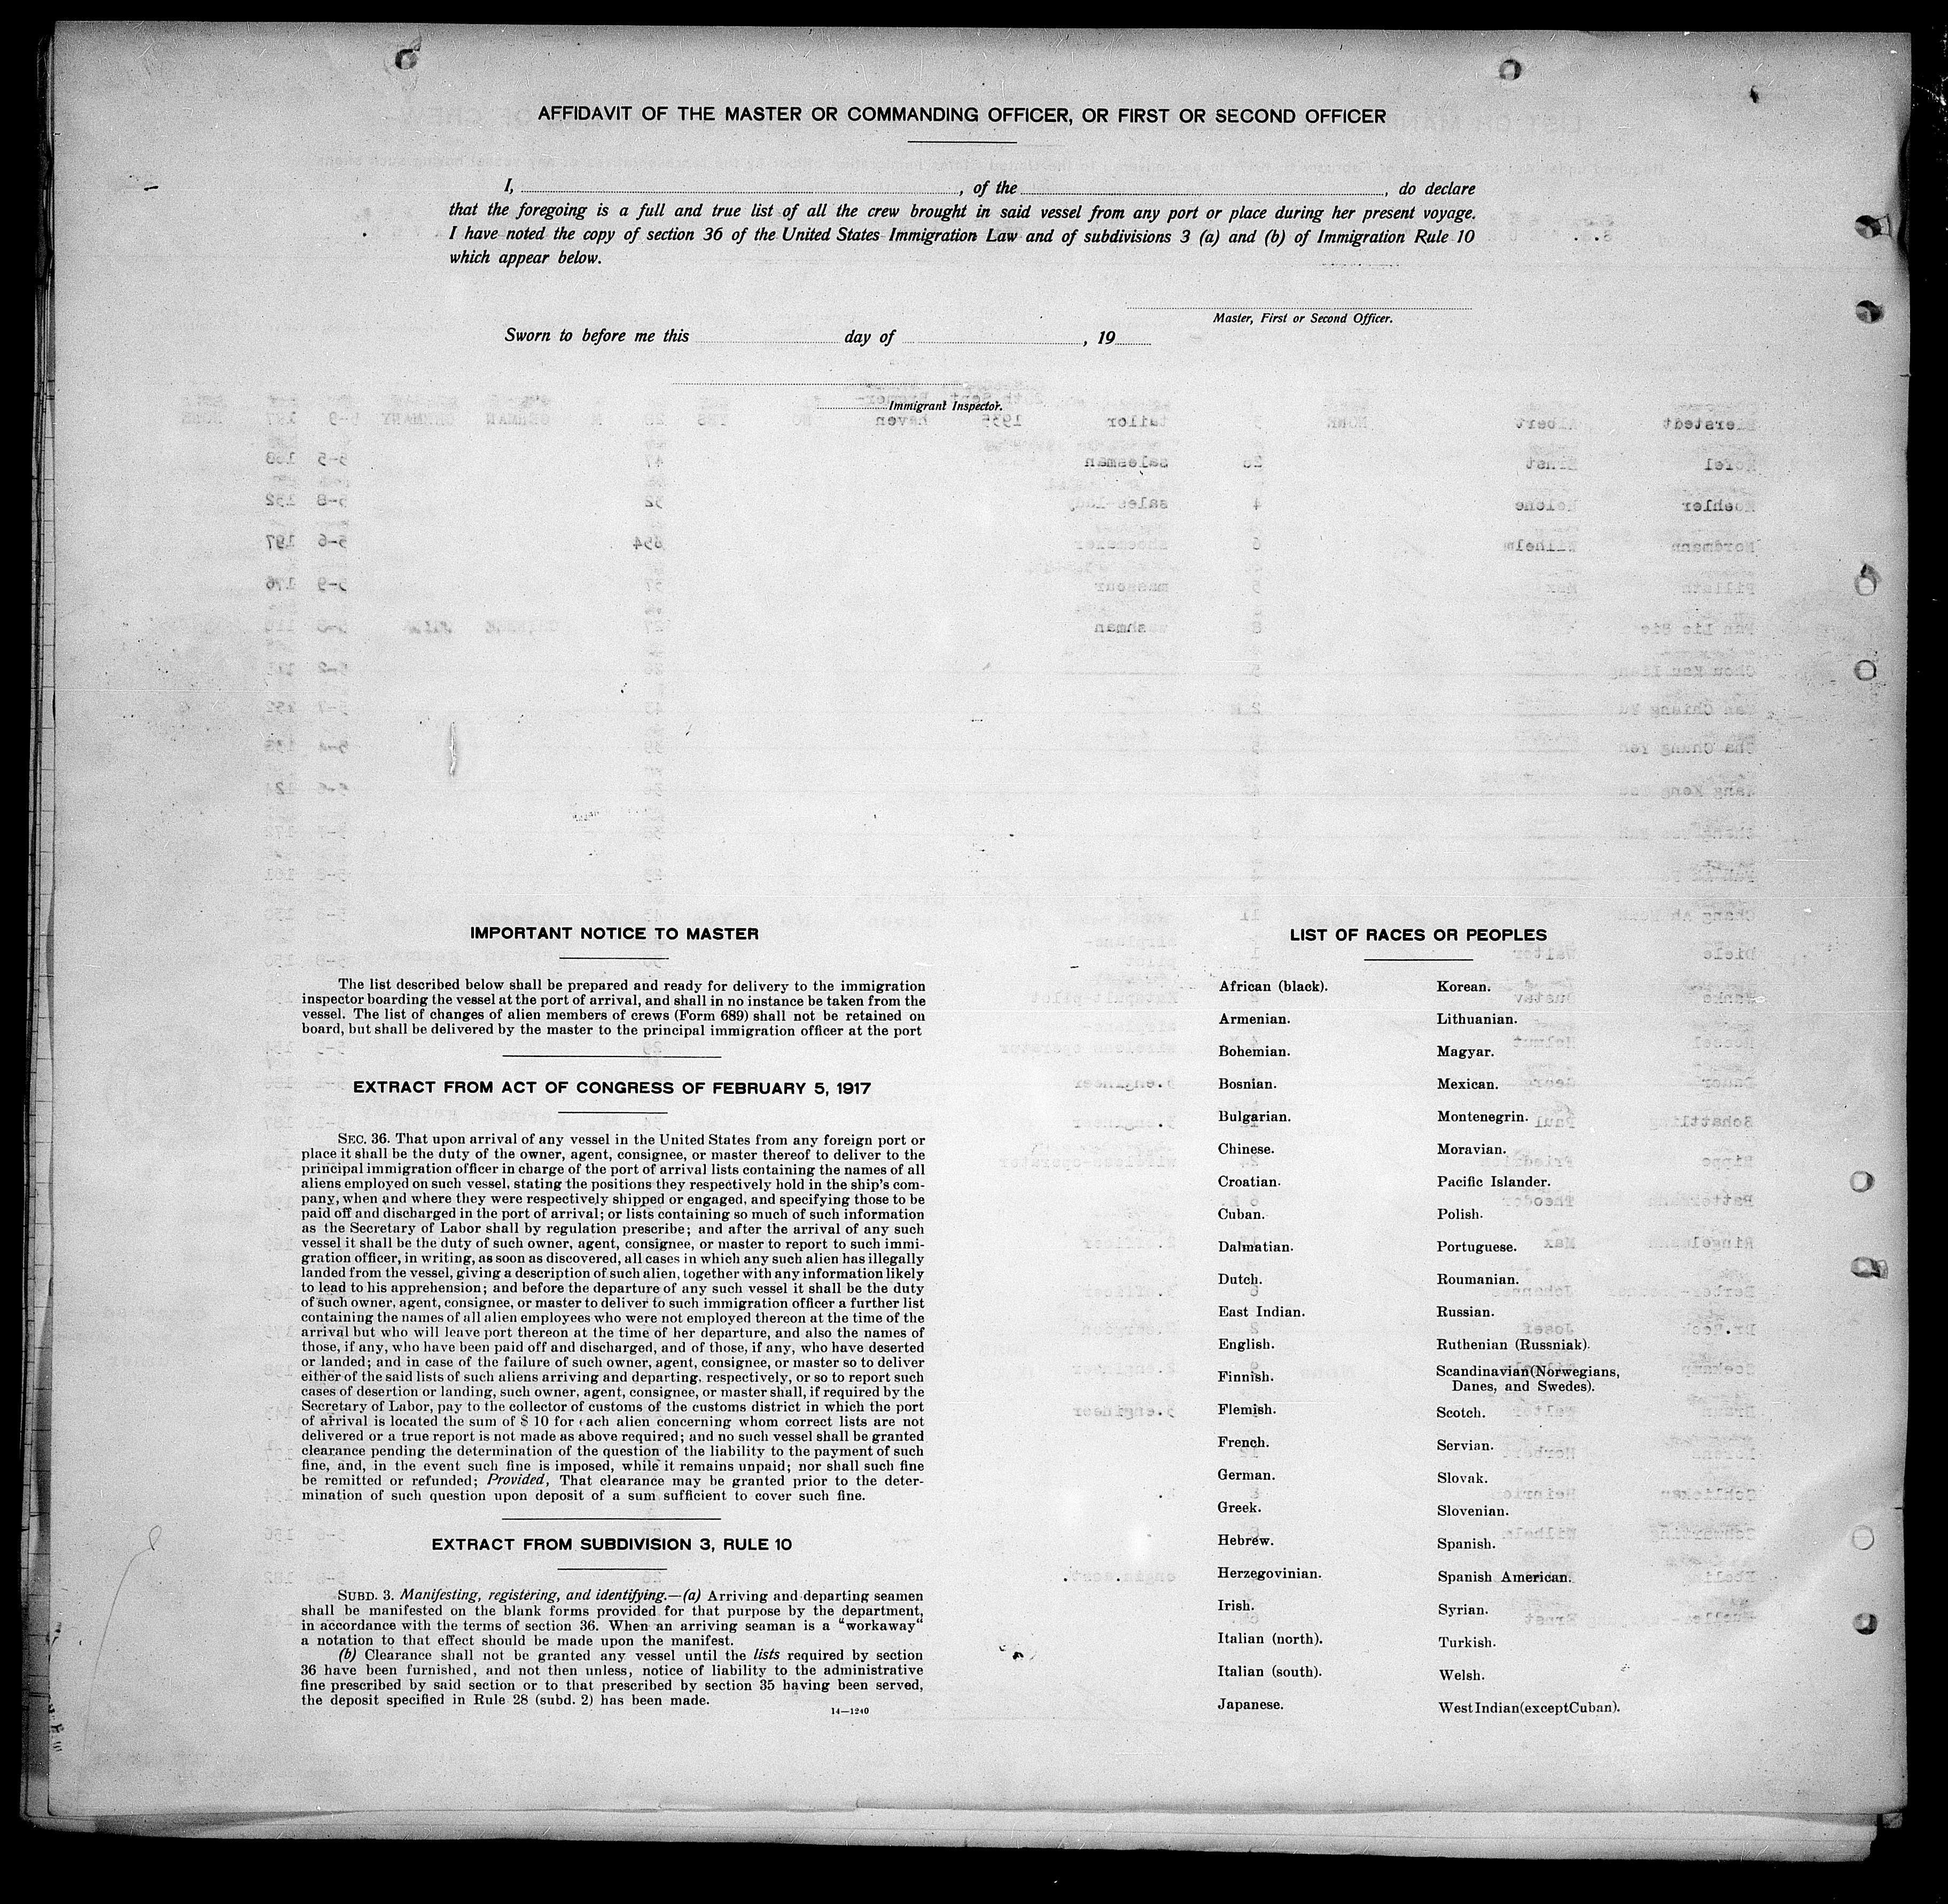 AFFIDAVIT OF THE MASTER OR COMMANDING OFFICER, OR FIRST OR SECOND OFFICER
I, , of the , do declare
that the foregoing is a full and true list of all the crew brought in said vessel from any port or place during her present voyage.
I have noted the copy of section 36 of the United States Immigration Law and of subdivisions 3 (a) and (b) of Immigration Rule 10
which appear below.
Master, First or Second Officer.
Sworn to before me this day of , 19
Immigrant Inspector.
IMPORTANT NOTICE TO MASTER
The list described below shall be prepared and ready for delivery to the immigration
inspector boarding the vessel at the port of arrival, and shall in no instance be taken from the
vessel. The list of changes of alien members of crews (Form 689) shall not be retained on
board, but shall be delivered by the master to the principal immigration officer at the port
EXTRACT FROM ACT OF CONGRESS OF FEBRUARY 5, 1917
SEC. 36. That upon arrival of any vessel in the United States from any foreign port or
place it shall be the duty of the owner, agent, consignee, or master thereof to deliver to the
principal immigration officer in charge of the port of arrival lists containing the names of all
aliens employed on such vessel, stating the positions they respectively hold in the ship's com-
pany, when and where they were respectively shipped or engaged, and specifying those to be
paid off and discharged in the port of arrival; or lists containing so much of such information
as the Secretary of Labor shall by regulation prescribe; and after the arrival of any such
vessel it shall be the duty of such owner, agent, consignee, or master to report to such immi-
gration officer, in writing, as soon as discovered, all cases in which any such alien has illegally
landed from the vessel, giving a description of such alien, together with any information likely
to lead to his apprehension; and before the departure of any such vessel it shall be the duty
of such owner, agent, consignee, or master to deliver to such immigration officer a further list
containing the names of all alien employees who were not employed thereon at the time of the
arrival but who will leave port thereon at the time of her departure, and also the names of
those, if any, who have been paid off and discharged, and of those, if any, who have deserted
or landed; and in case of the failure of such owner, agent, consignee, or master so to deliver
either of the said lists of such aliens arriving and departing, respectively, or so to report such
cases of desertion or landing, such owner, agent, consignee, or master shall, if required by the
Secretary of Labor, pay to the collector of customs of the customs district in which the port
of arrival is located the sum of $ 10 for each alien concerning whom correct lists are not
delivered or a true report is not made as above required; and no such vessel shall be granted
clearance pending the determination of the question of the liability to the payment of such
fine, and, in the event such fine is imposed, while it remains unpaid; nor shall such fine
be remitted or refunded; Provided, That clearance may be granted prior to the deter-
mination of such question upon deposit of a sum sufficient to cover such fine.
EXTRACT FROM SUBDIVISION 3, RULE 10
SUBD. 3. Manifesting, registering, and identifying.—(a) Arriving and departing seamen
shall be manifested on the blank forms provided for that purpose by the department,
in accordance with the terms of section 36. When an arriving seaman is a "workaway"
a notation to that effect should be made upon the manifest.
(b) Clearance shall not be granted any vessel until the lists required by section
36 have been furnished, and not then unless, notice of liability to the administrative
fine prescribed by said section or to that prescribed by section 35 having been served,
the deposit specified in Rule 28 (subd. 2) has been made.
14—1240
LIST OF RACES OR PEOPLES
African (black).
Armenian.
Bohemian.
Bosnian.
Bulgarian.
Chinese.
Croatian.
Cuban.
Dalmatian.
Dutch.
East Indian.
English.
Finnish.
Flemish.
French.
German.
Greek.
Hebrew.
Herzegovinian.
Irish.
Italian (north).
Italian (south).
Japanese.
Korean.
Lithuanian.
Magyar.
Mexican.
Montenegrin.
Moravian.
Pacific Islander.
Polish.
Portuguese.
Roumanian.
Russian.
Ruthenian (Russniak).
Scandinavian (Norwegians,
Danes, and Swedes).
Scotch.
Servian.
Slovak.
Slovenian.
Spanish.
Spanish American.
Syrian.
Turkish.
Welsh.
West Indian (except Cuban).